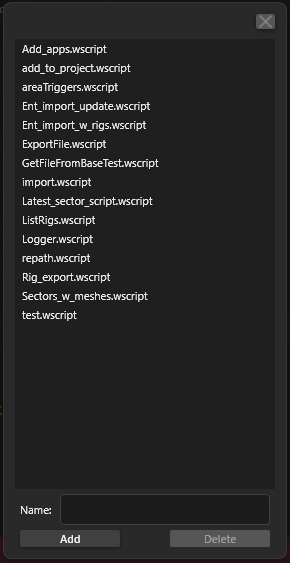 Add_apps.wscript
add_to_project.wscript
areaTriggers.wscript
Ent_import_update.wscript
Ent_import_w_rigs.wscript
ExportFile.wscript
GetFileFromBaseTest.wscript
import.wscript
Latest_sector_script.wscript
ListRigs.wscript
Logger.wscript
repath.wscript
Rig_export.wscript
Sectors_w_meshes.wscript
test.wscript
Name:
Add Delete